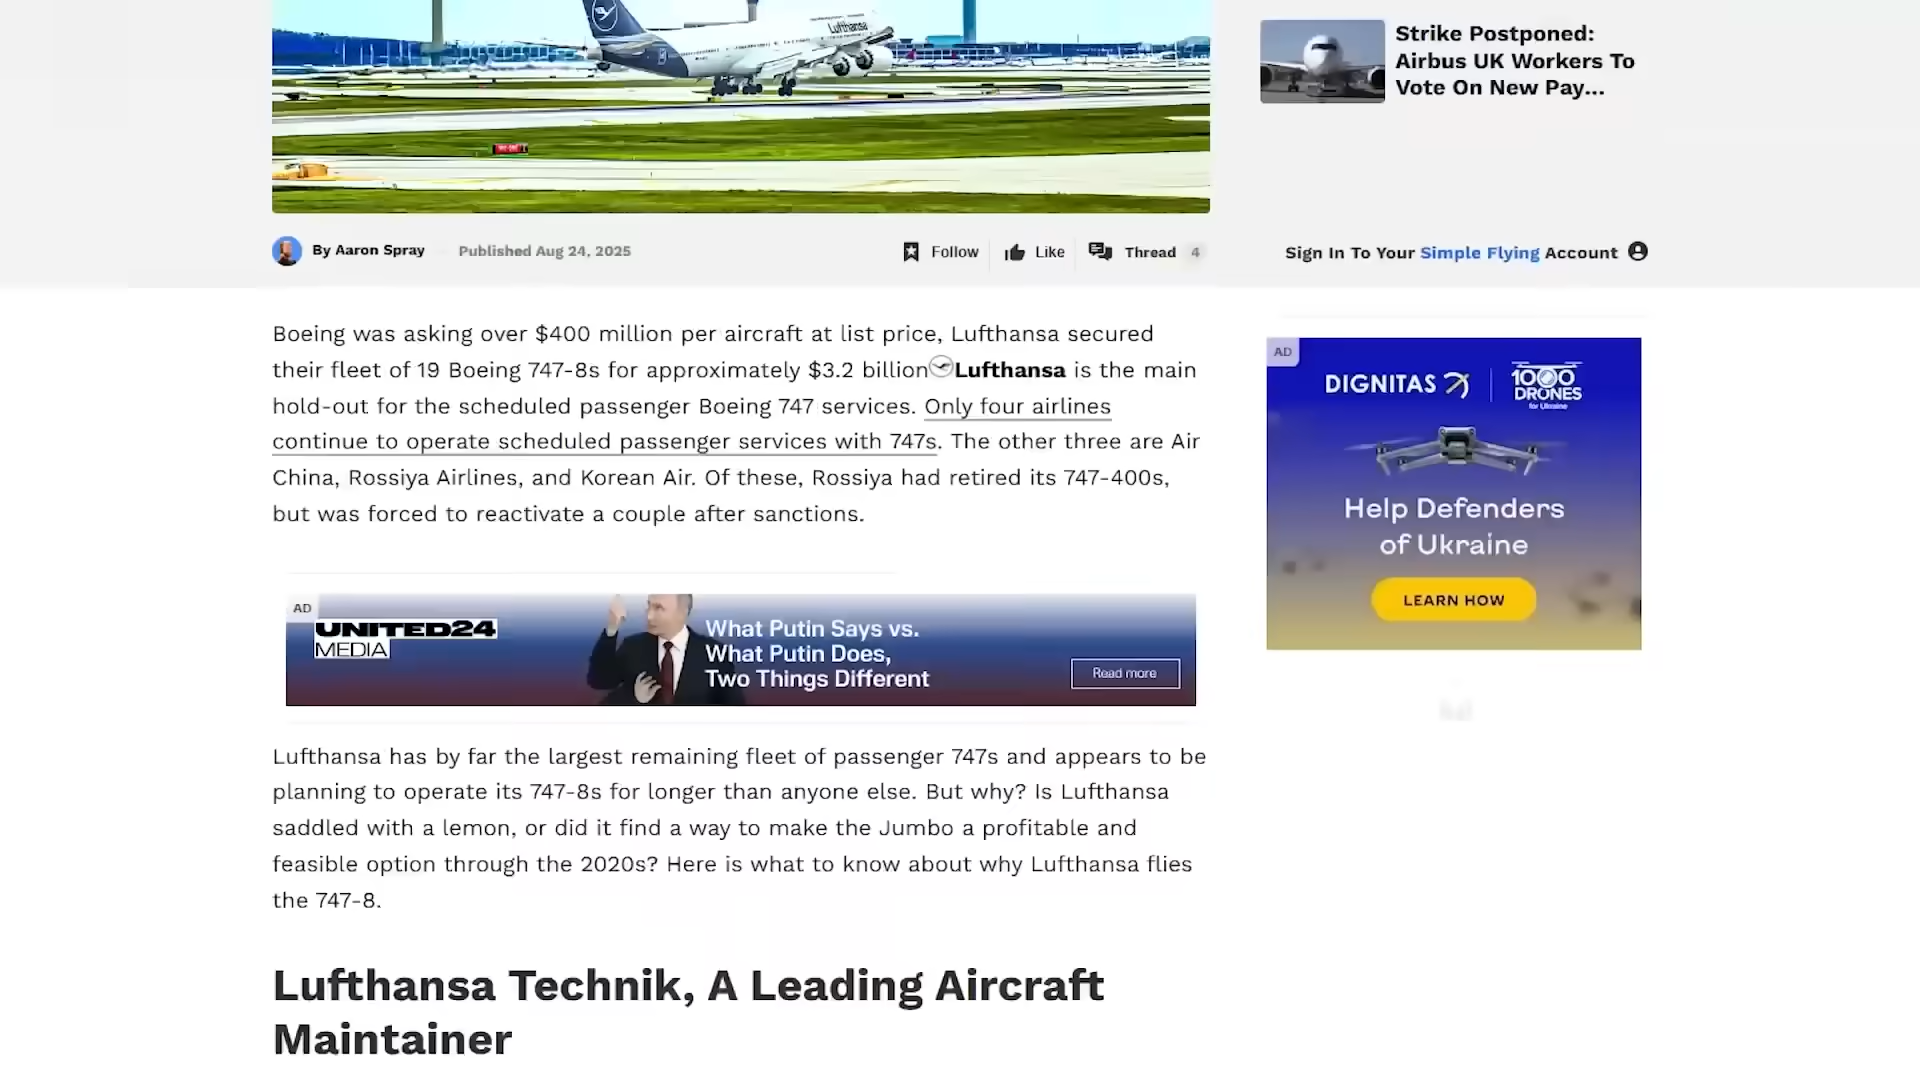 Lufthansa
Strike Postponed:
Airbus UK Workers To
Vote On New Pay...
By Aaron Spray
Published Aug 24, 2025
Follow
Like
Thread 4
Sign In To Your Simple Flying Account
Boeing was asking over $400 million per aircraft at list price, Lufthansa secured
their fleet of 19 Boeing 747-8s for approximately $3.2 billion Lufthansa is the main
hold-out for the scheduled passenger Boeing 747 services. Only four airlines
continue to operate scheduled passenger services with 747s. The other three are Air
China, Rossiya Airlines, and Korean Air. Of these, Rossiya had retired its 747-400s,
but was forced to reactivate a couple after sanctions.
AD
DIGNITAS
1000
DRONES
for Ukraine
Help Defenders
of Ukraine
LEARN HOW
AD
UNITED24
MEDIA
What Putin Says vs.
What Putin Does,
Two Things Different
Read more
Lufthansa has by far the largest remaining fleet of passenger 747s and appears to be
planning to operate its 747-8s for longer than anyone else. But why? Is Lufthansa
saddled with a lemon, or did it find a way to make the Jumbo a profitable and
feasible option through the 2020s? Here is what to know about why Lufthansa flies
the 747-8.
Lufthansa Technik, A Leading Aircraft
Maintainer